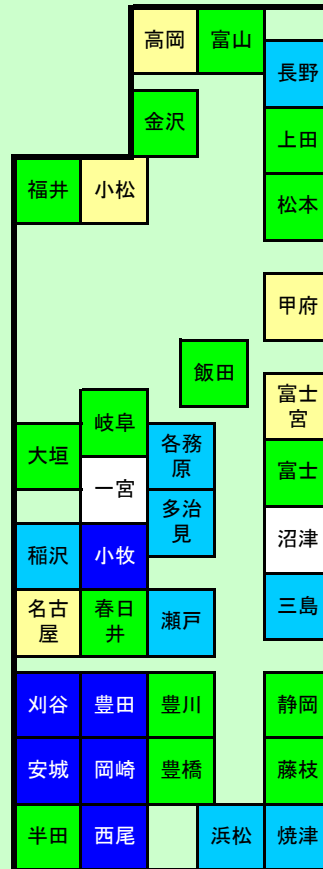 高岡
富山
長野
金沢
上田
福井
小松
松本
甲府
飯田
富士
宮
岐阜
大垣
各務
原
富士
一宮
多治
見
沼津
稲沢
小牧
三島
名古
屋
春日
井
瀬戸
刈谷
豊田
豊川
静岡
安城
岡崎
豊橋
藤枝
半田
西尾
浜松
焼津